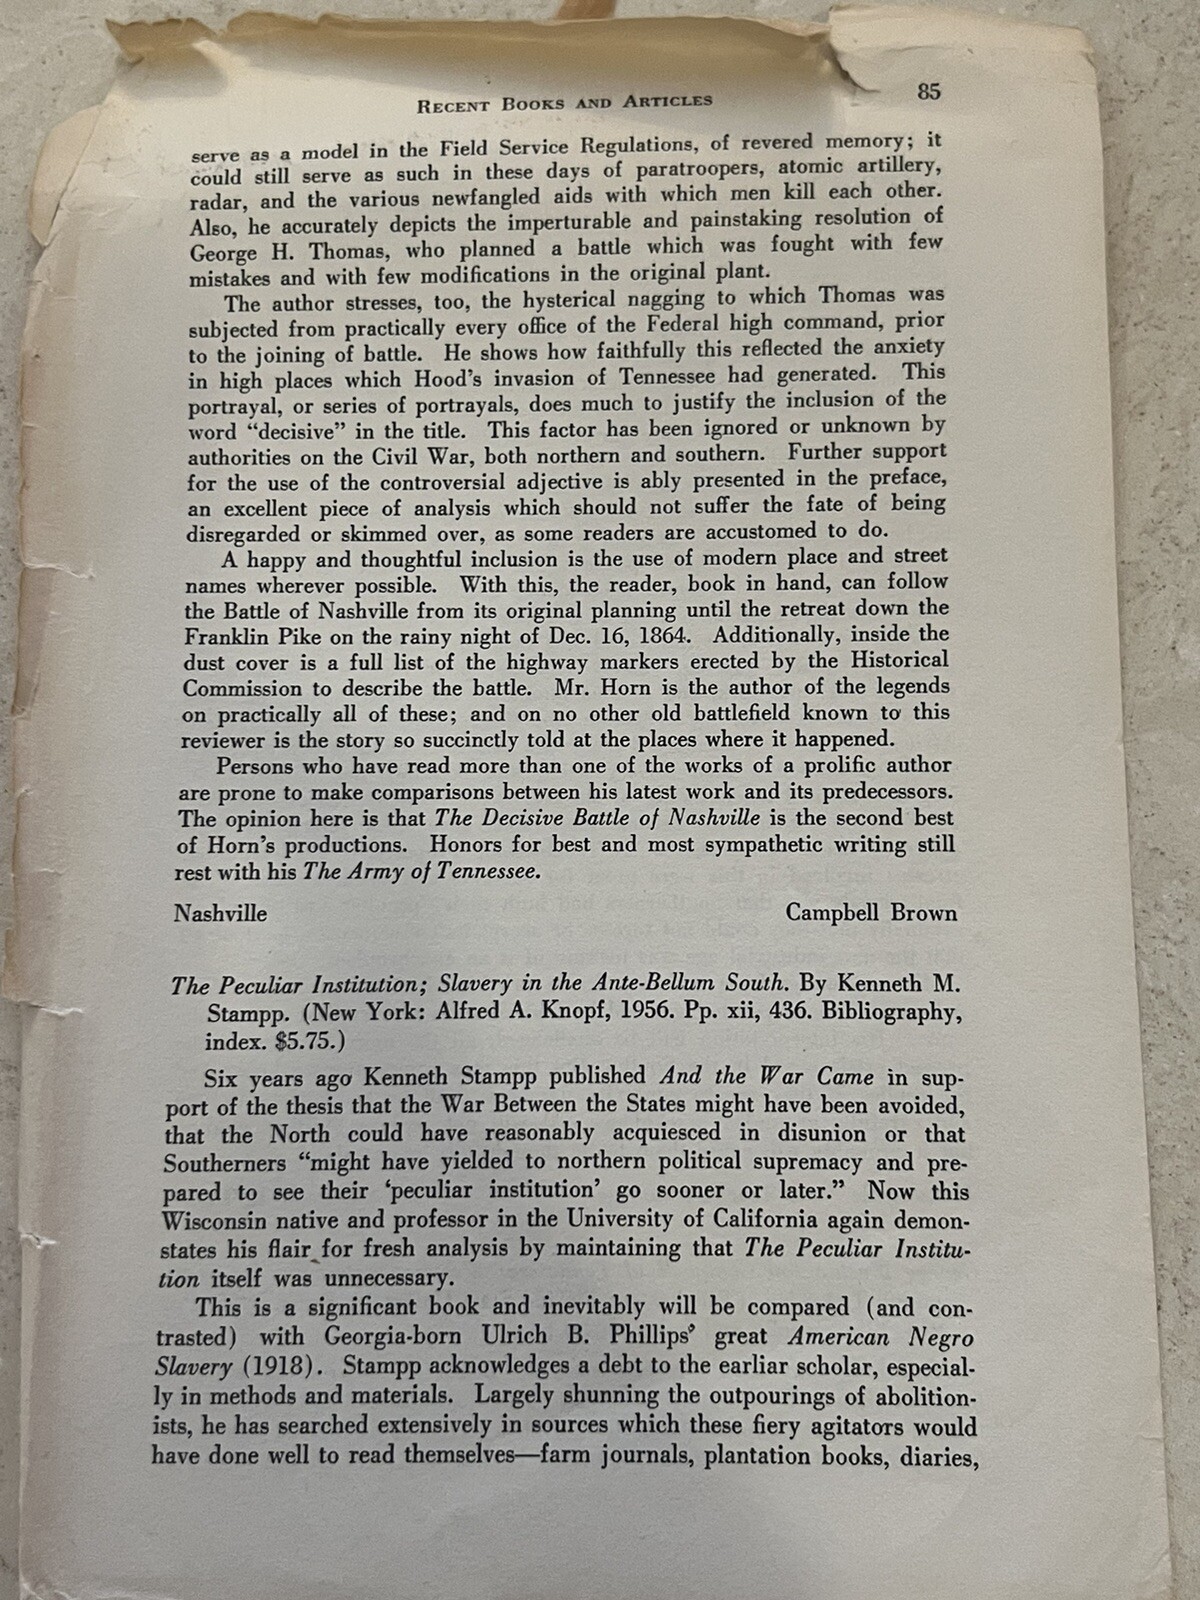 RECENT BOOKS AND ARTICLES 85
serve as a model in the Field Service Regulations, of revered memory; it
could still serve as such in these days of paratroopers, atomic artillery,
radar, and the various newfangled aids with which men kill each other.
Also, he accurately depicts the imperturable and painstaking resolution of
George H. Thomas, who planned a battle which was fought with few
mistakes and with few modifications in the original plant.
The author stresses, too, the hysterical nagging to which Thomas was
subjected from practically every office of the Federal high command, prior
to the joining of battle. He shows how faithfully this reflected the anxiety
in high places which Hood's invasion of Tennessee had generated. This
portrayal, or series of portrayals, does much to justify the inclusion of the
word "decisive" in the title. This factor has been ignored or unknown by
authorities on the Civil War, both northern and southern. Further support
for the use of the controversial adjective is ably presented in the preface,
an excellent piece of analysis which should not suffer the fate of being
disregarded or skimmed over, as some readers are accustomed to do.
A happy and thoughtful inclusion is the use of modern place and street
names wherever possible. With this, the reader, book in hand, can follow
the Battle of Nashville from its original planning until the retreat down the
Franklin Pike on the rainy night of Dec. 16, 1864. Additionally, inside the
dust cover is a full list of the highway markers erected by the Historical
Commission to describe the battle. Mr. Horn is the author of the legends
on practically all of these; and on no other old battlefield known to this
reviewer is the story so succinctly told at the places where it happened.
Persons who have read more than one of the works of a prolific author
are prone to make comparisons between his latest work and its predecessors.
The opinion here is that The Decisive Battle of Nashville is the second best
of Horn's productions. Honors for best and most sympathetic writing still
rest with his The Army of Tennessee.
Nashville Campbell Brown
The Peculiar Institution; Slavery in the Ante-Bellum South. By Kenneth M.
Stampp. (New York: Alfred A. Knopf, 1956. Pp. xii, 436. Bibliography,
index. $5.75.)
Six years ago Kenneth Stampp published And the War Came in sup-
port of the thesis that the War Between the States might have been avoided,
that the North could have reasonably acquiesced in disunion or that
Southerners "might have yielded to northern political supremacy and pre-
pared to see their 'peculiar institution' go sooner or later." Now this
Wisconsin native and professor in the University of California again demon-
states his flair for fresh analysis by maintaining that The Peculiar Institu-
tion itself was unnecessary.
This is a significant book and inevitably will be compared (and con-
trasted) with Georgia-born Ulrich B. Phillips' great American Negro
Slavery (1918). Stampp acknowledges a debt to the earliar scholar, especial-
ly in methods and materials. Largely shunning the outpourings of abolition-
ists, he has searched extensively in sources which these fiery agitators would
have done well to read themselves—farm journals, plantation books, diaries,